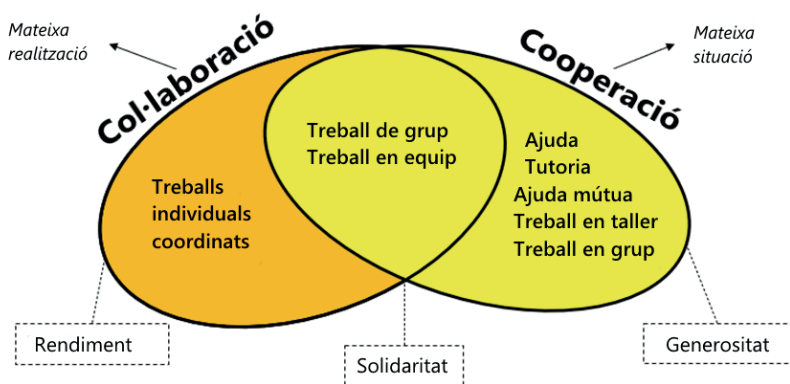 Mateixa
realització
Col·laboració
Cooperació
Mateixa
situació
Treball de grup
Treball en equip
Treballs
individuals
coordinats
Ajuda
Tutoria
Ajuda mútua
Treball en taller
Treball en grup
Rendiment
Solidaritat
Generositat